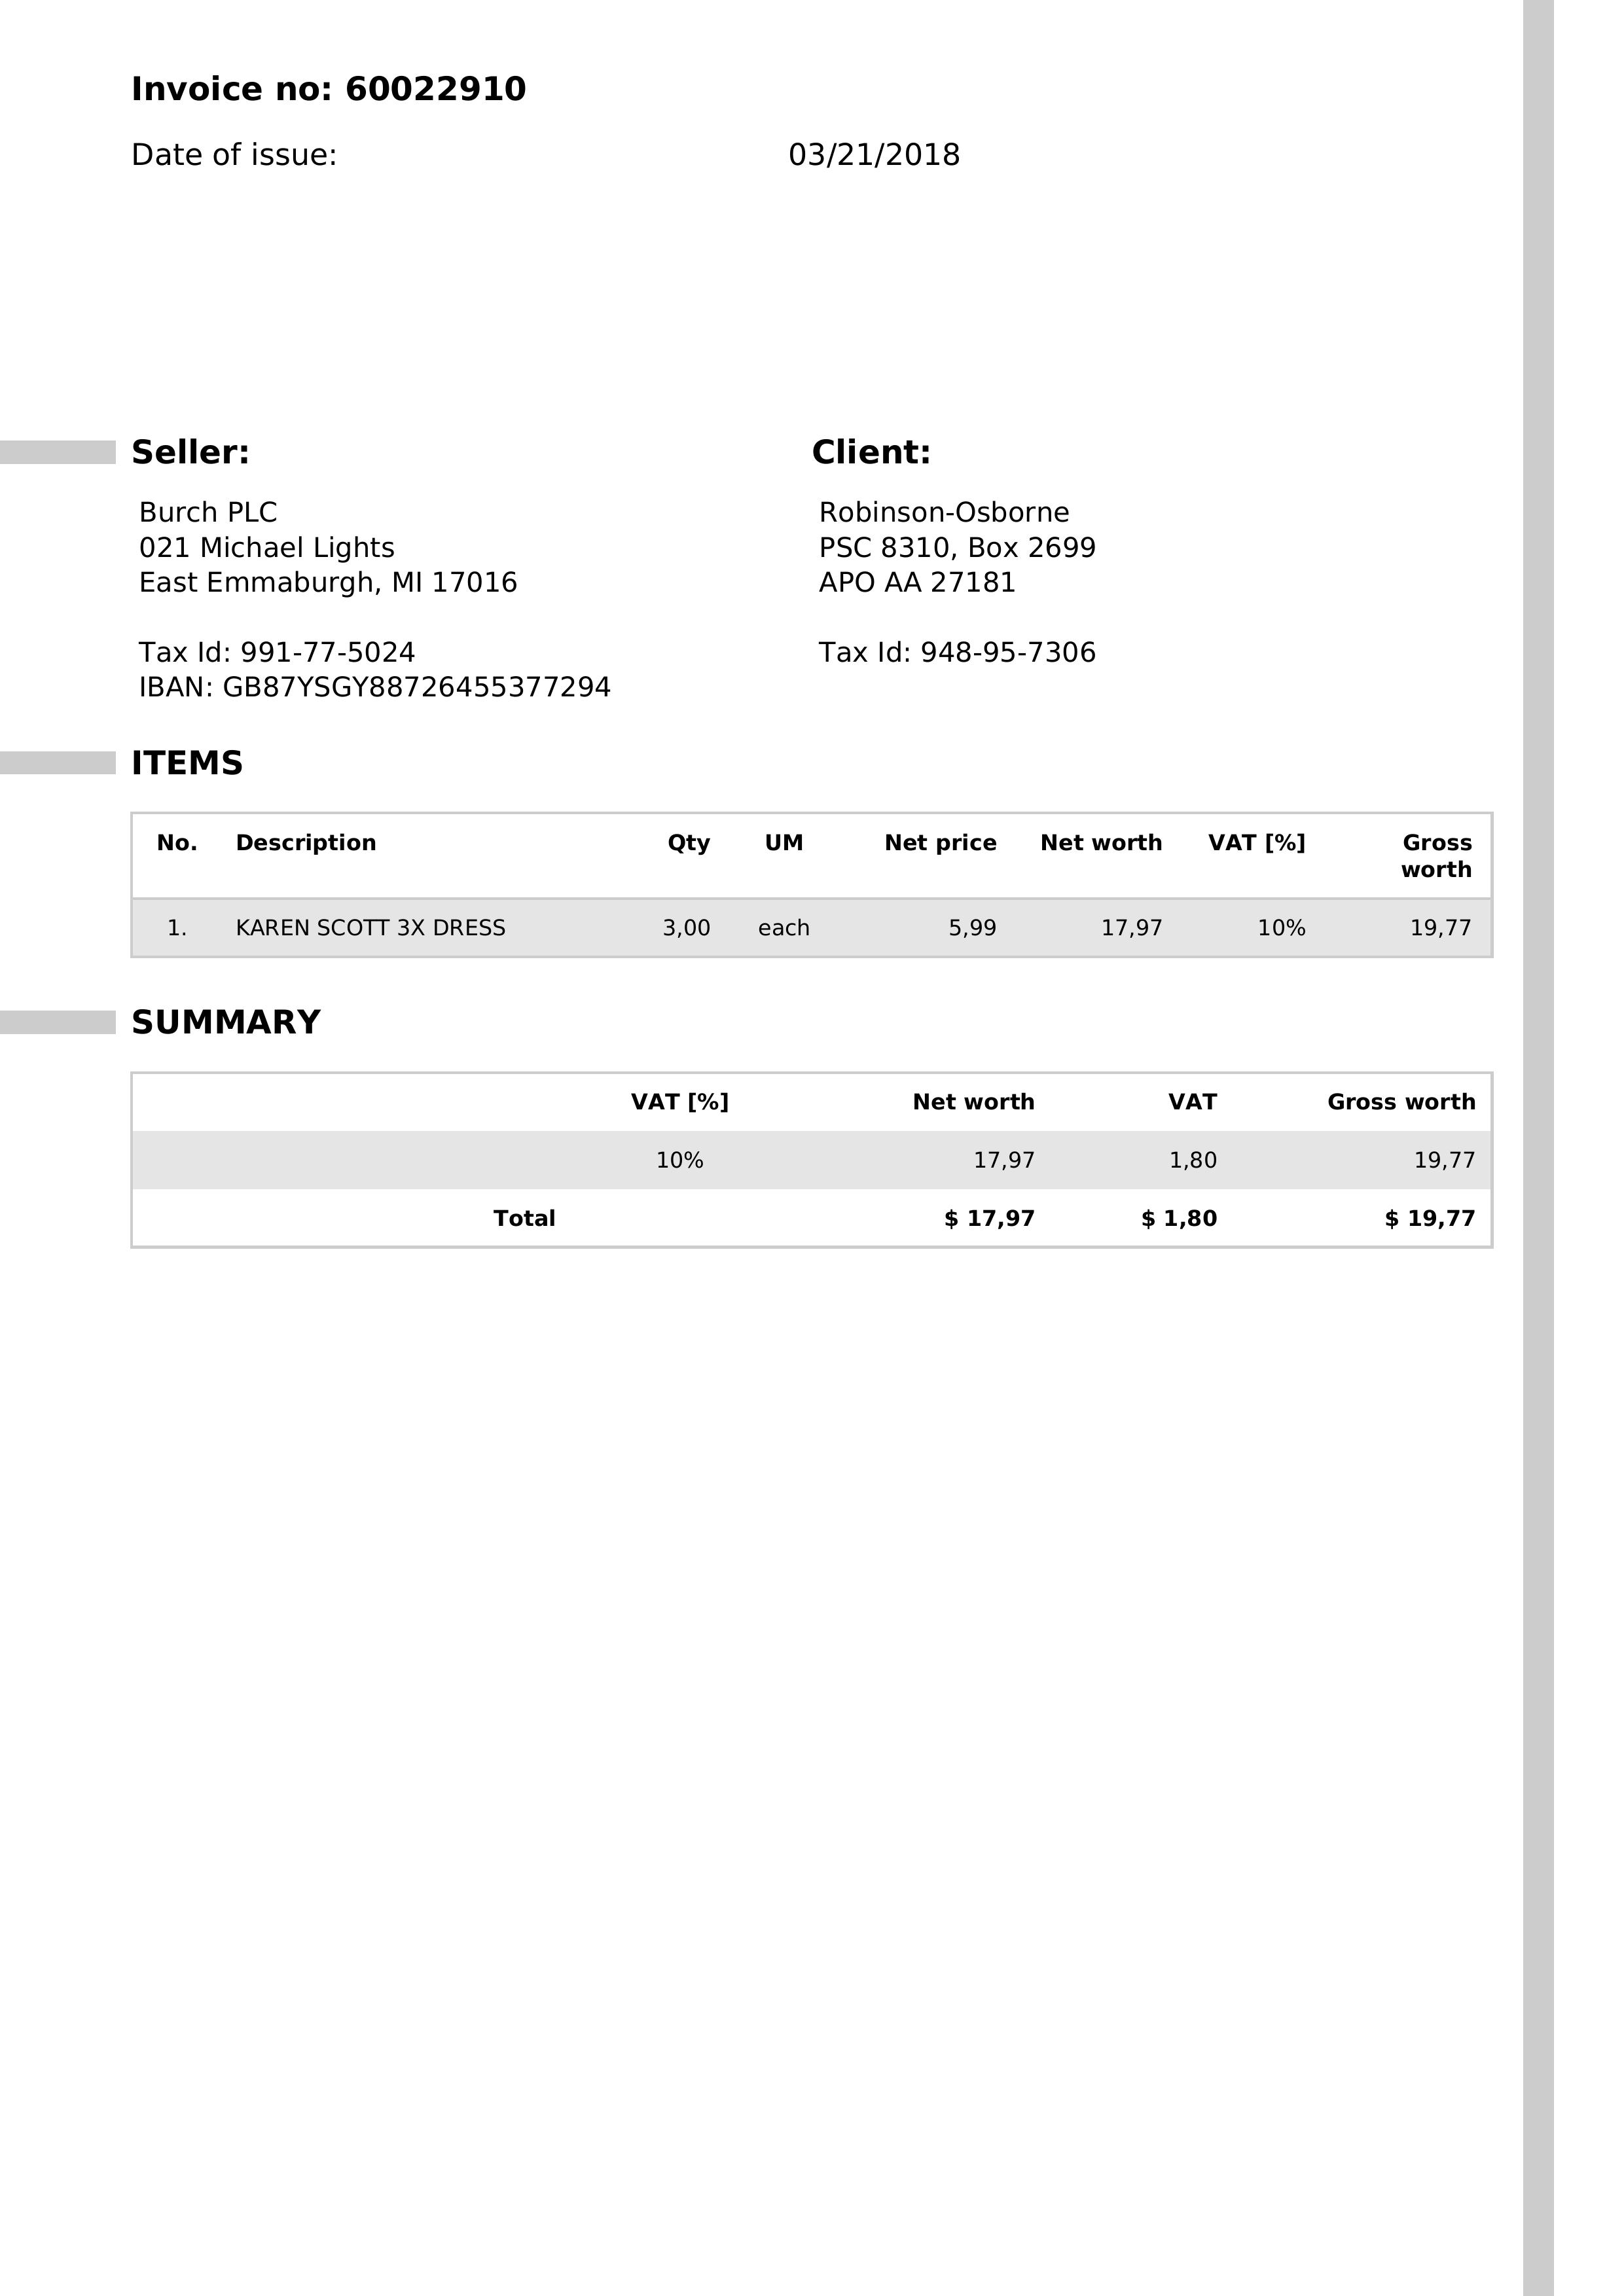 Invoice no: 60022910
Date of issue: 03/21/2018
Seller:
Burch PLC
021 Michael Lights
East Emmaburgh, MI 17016
Tax Id: 991-77-5024
IBAN: GB87YSGY88726455377294
Client:
Robinson-Osborne
PSC 8310, Box 2699
APO AA 27181
Tax Id: 948-95-7306
ITEMS
No. Description Qty UM Net price Net worth VAT [%] Gross worth
1. KAREN SCOTT 3X DRESS 3,00 each 5,99 17,97 10% 19,77
SUMMARY
VAT [%] Net worth VAT Gross worth
10% 17,97 1,80 19,77
Total $ 17,97 $ 1,80 $ 19,77